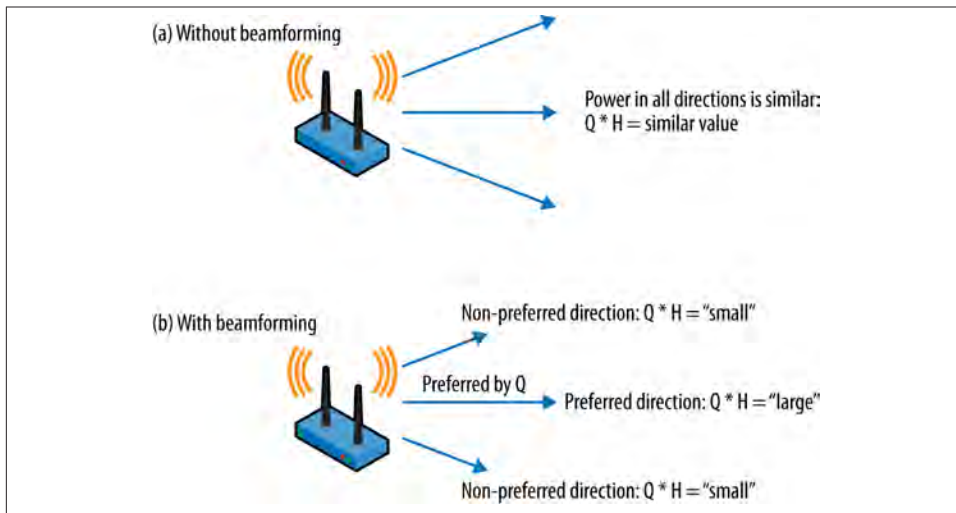 (a) Without beamforming
Power in all directions is similar:
Q * H = similar value
Non-preferred direction: Q * H = “small”
(b) With beamforming
Preferred by Q
Preferred direction: Q * H = “large”
Non-preferred direction: Q * H = “small”